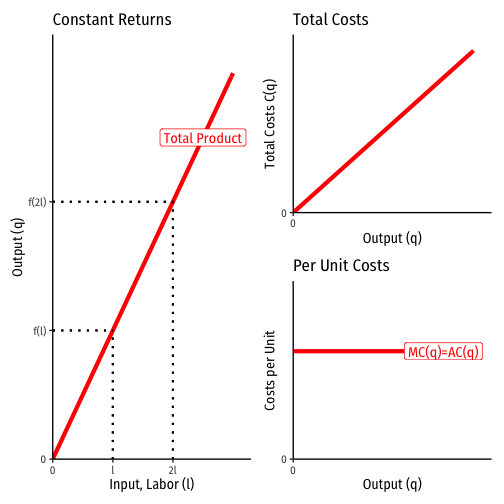 Constant Returns
Output (q)
f(2l)
f(l)
0
0
l
2l
Input, Labor (l)
Total Product
Total Costs
Total Costs C(q)
0
0
Output (q)
Per Unit Costs
Costs per Unit
MC(q)=AC(q)
0
0
Output (q)